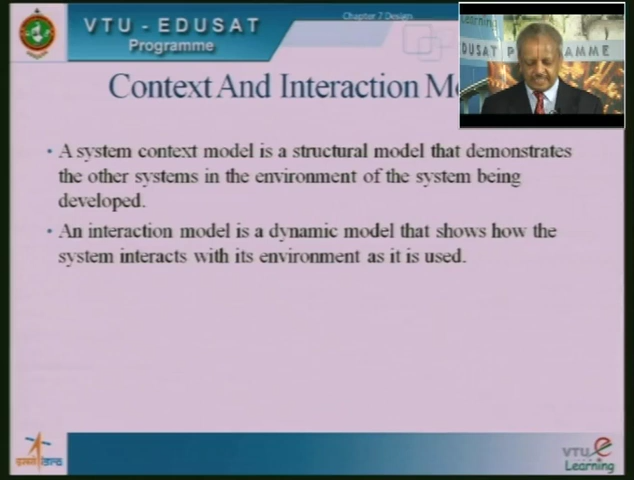 Chapter 7 Design
VTU - EDUSAT
Programme
Learning
EDUSAT PROGRAMME
Context And Interaction M
• A system context model is a structural model that demonstrates
the other systems in the environment of the system being
developed.
• An interaction model is a dynamic model that shows how the
system interacts with its environment as it is used.
VTU e
Learning